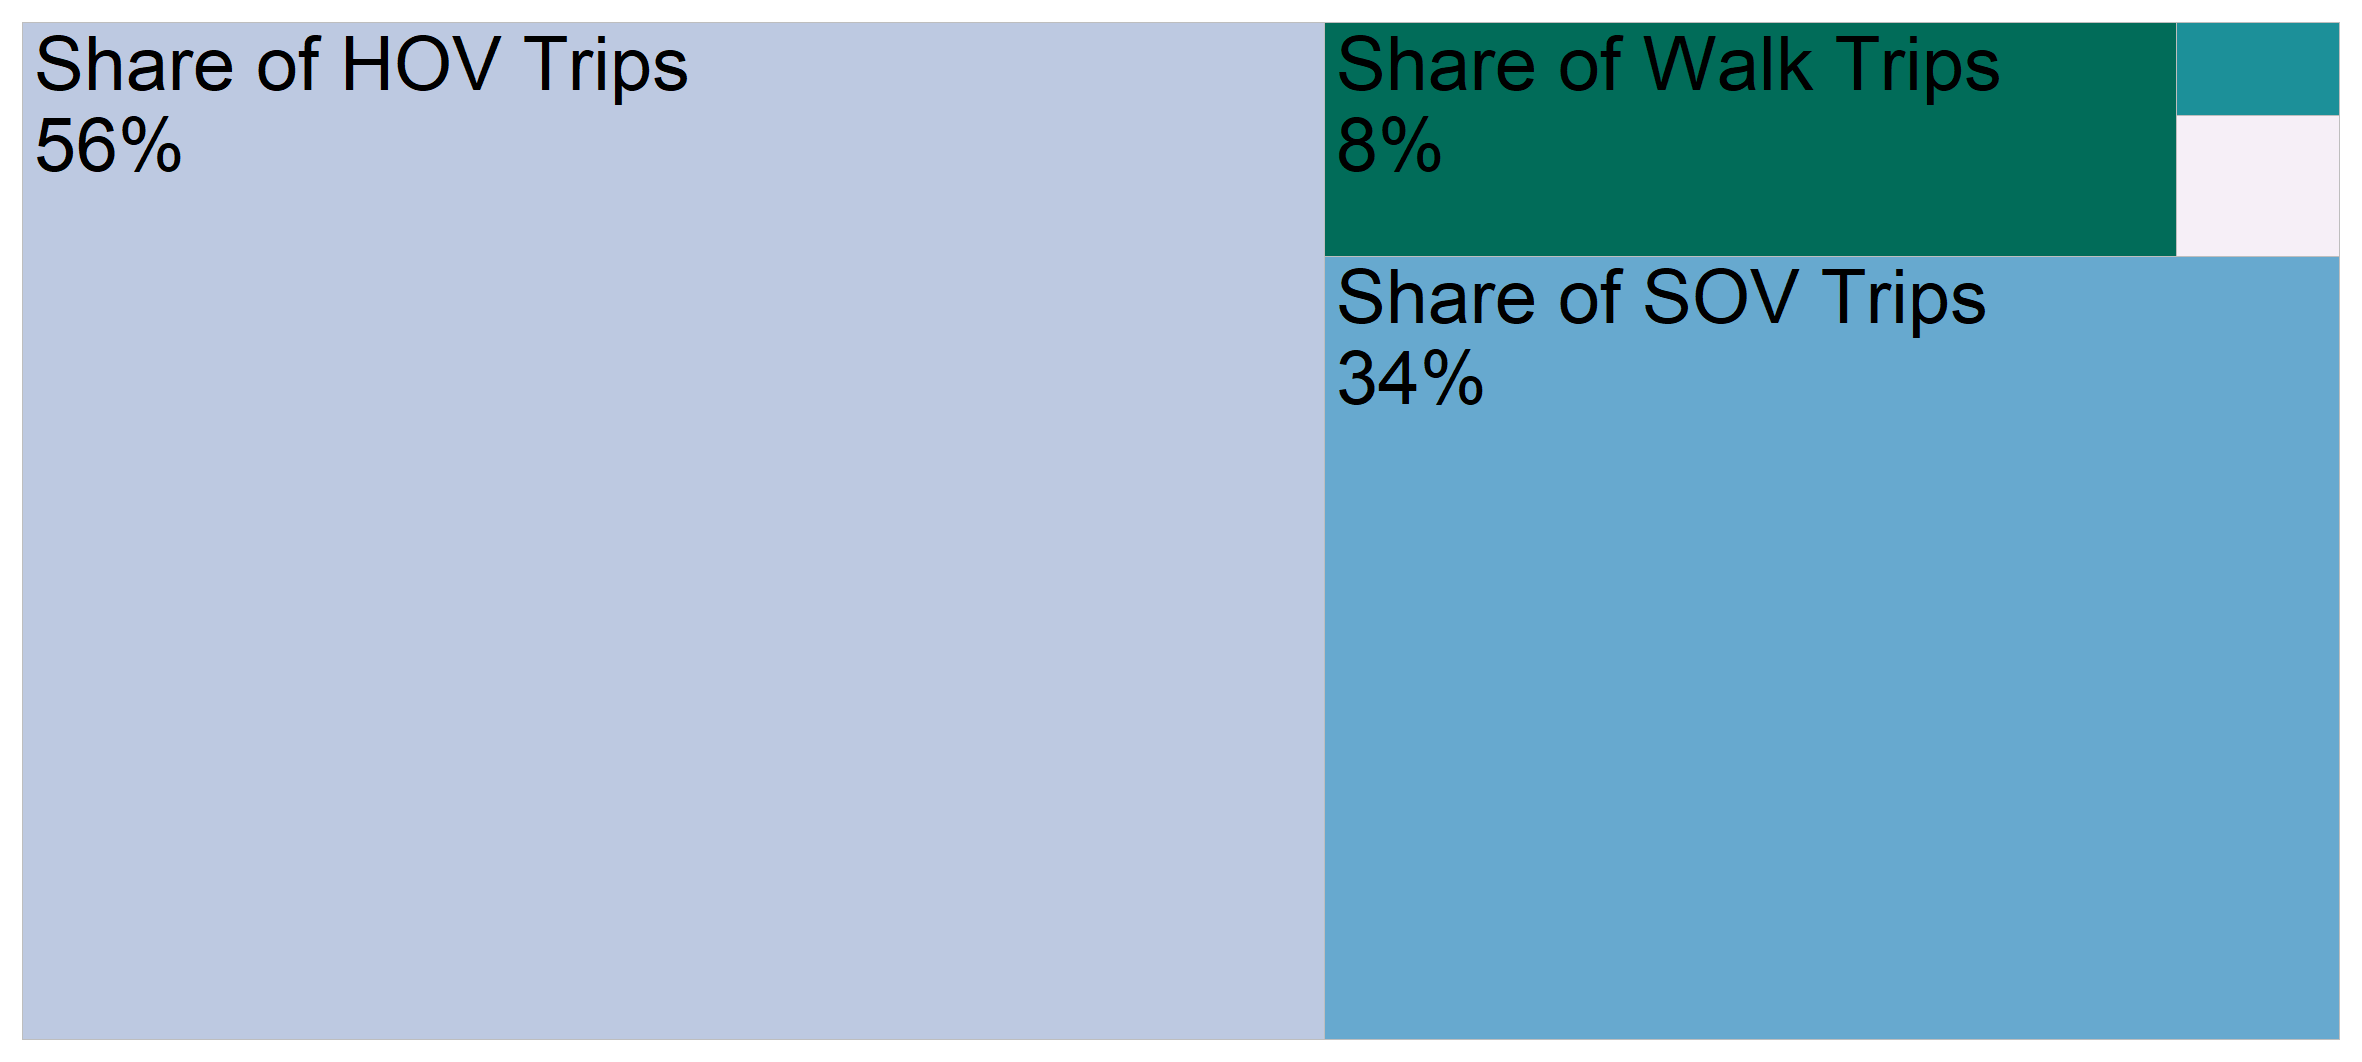 Share of HOV Trips
56%
Share of Walk Trips
8%
Share of SOV Trips
34%